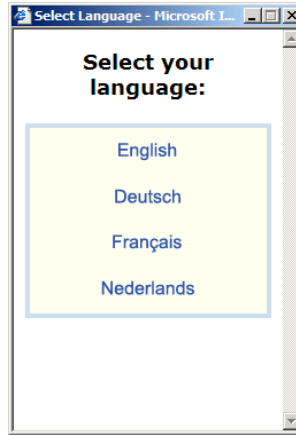 Select Language - Microsoft I...
Select your
language:
English
Deutsch
Français
Nederlands